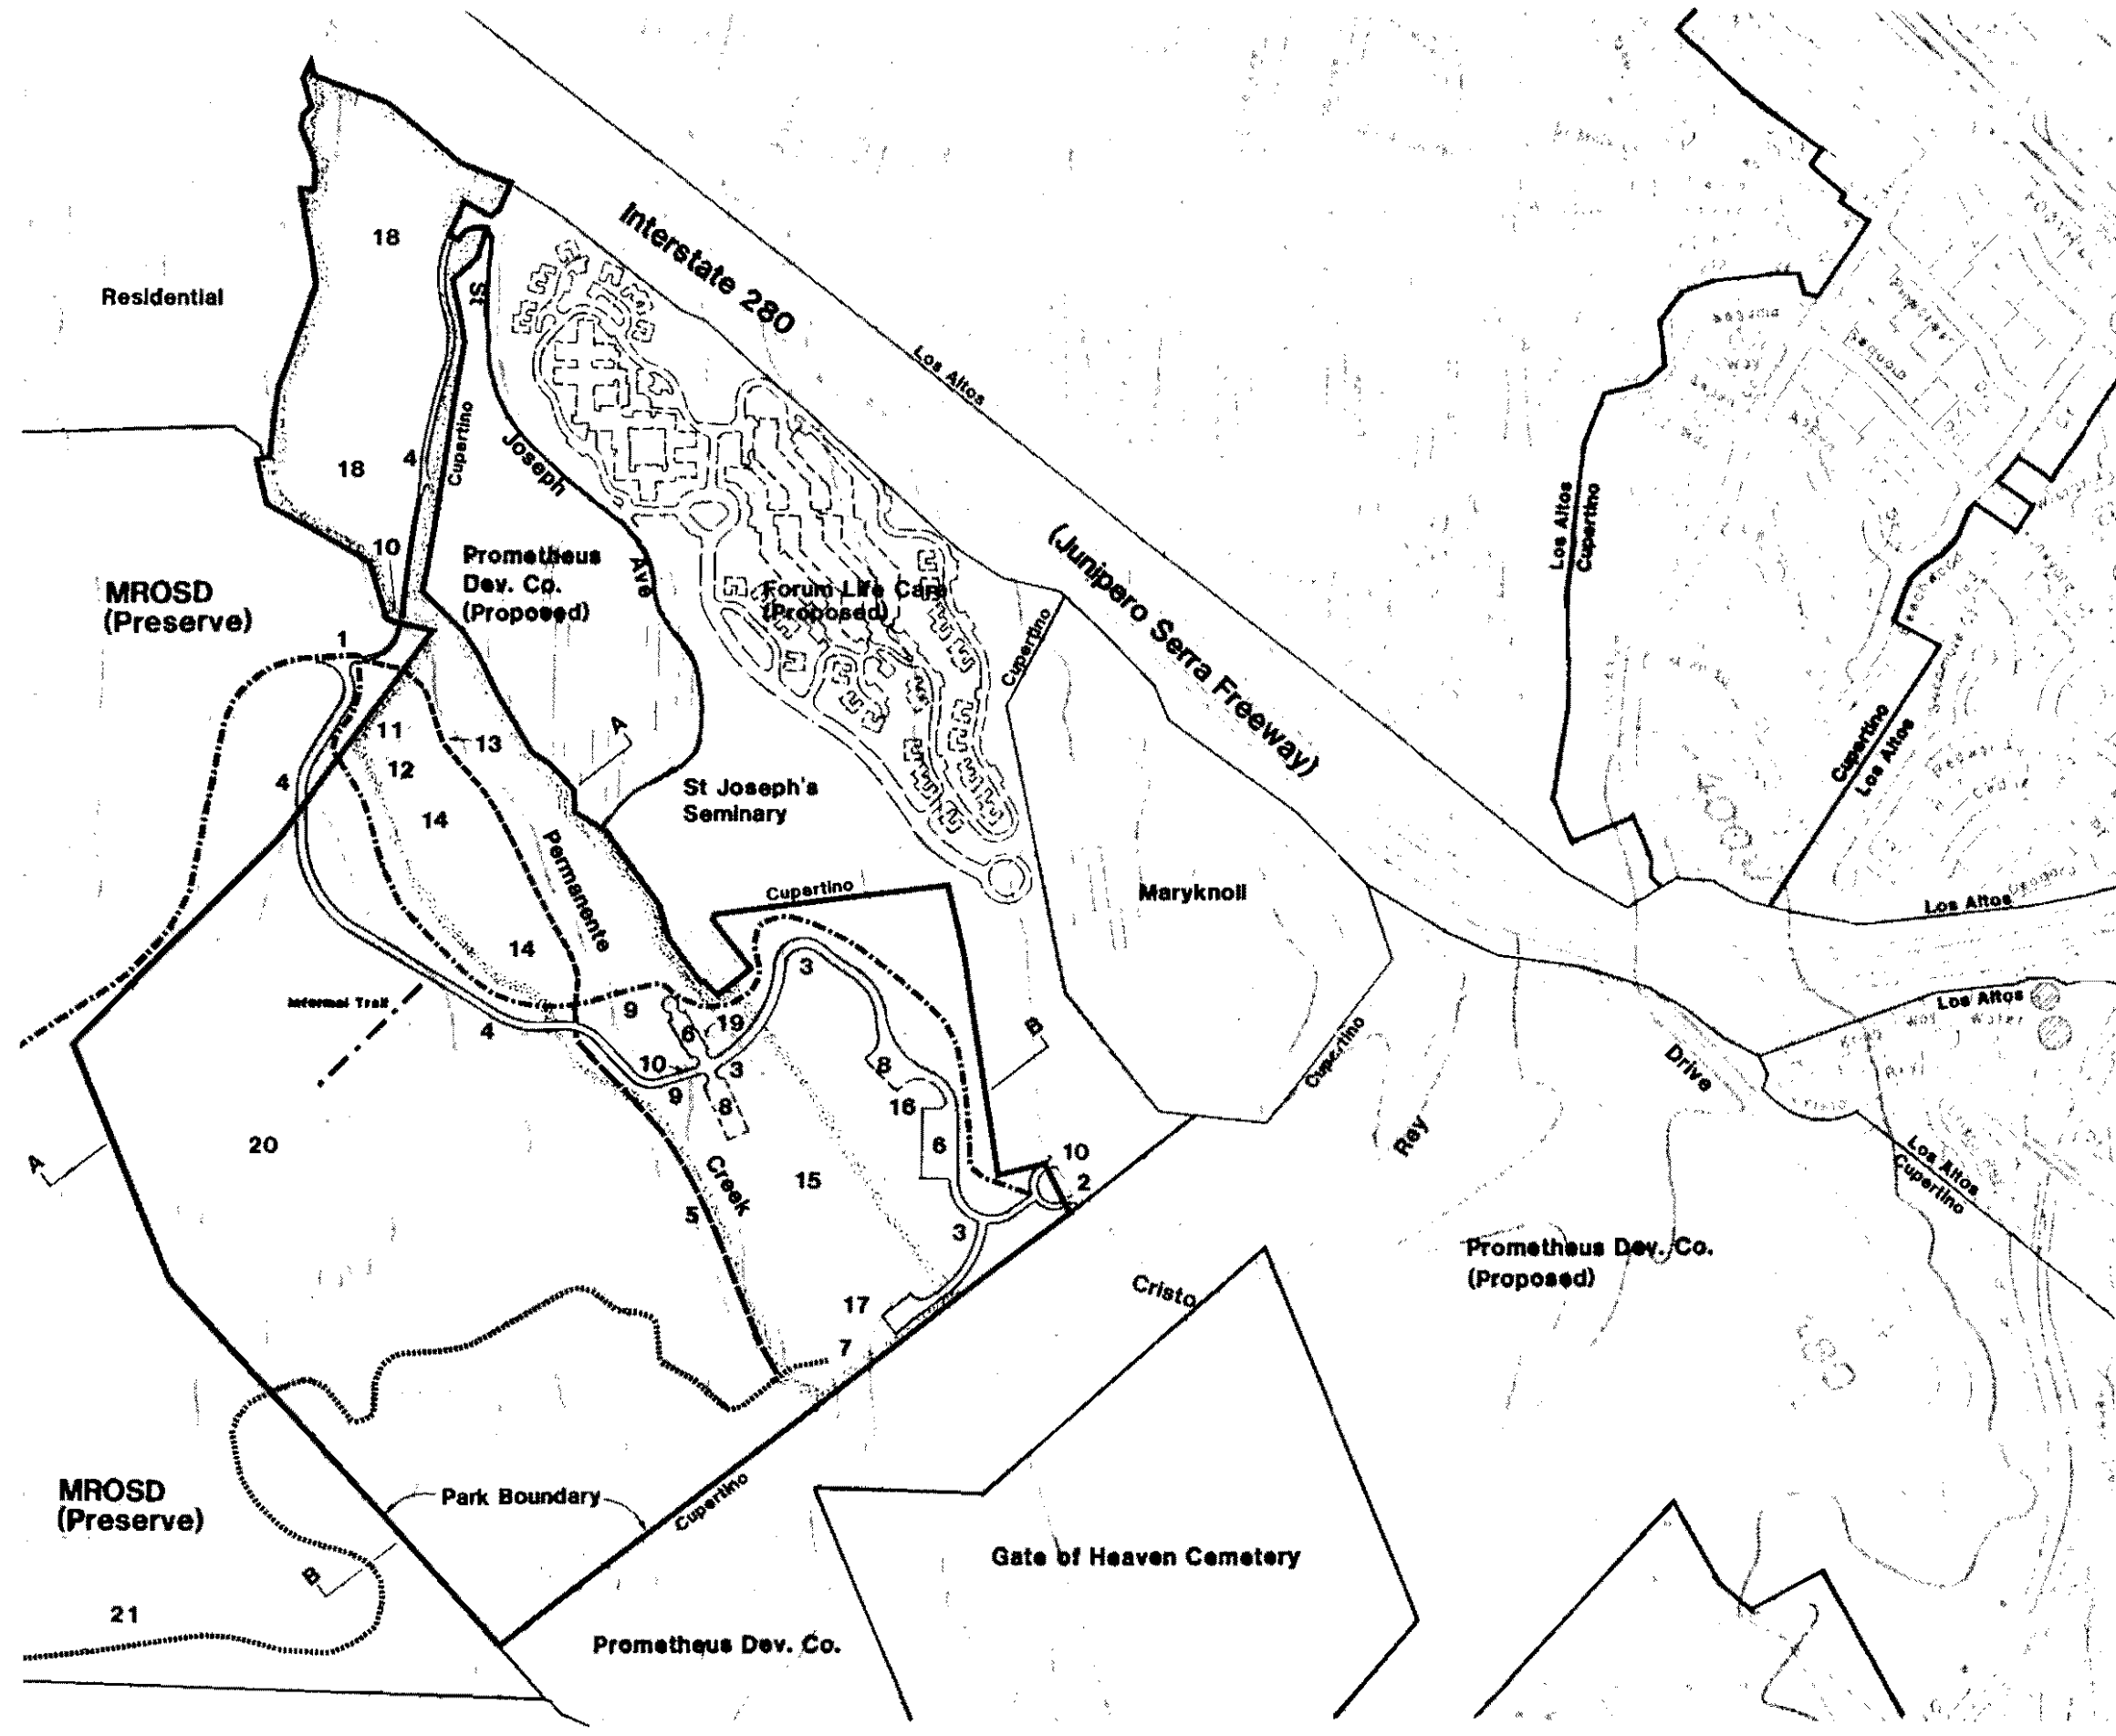 18
Residential
St
Interstate 280
Los Altos
Cupertino
18
4
Joseph
10
Prometheus
Dev. Co.
(Proposed)
Ave
Forum Life Care
(Proposed)
MROSD
(Preserve)
1
Cupertino
(Junipero Serra Freeway)
Los Altos
Cupertino
Sequoia
11
13
12
A
4
14
St Joseph's
Seminary
Permanente
Cupertino
Maryknoll
Cupertino
Los Altos
Los Altos
14
3
Informal Trail
4
9
6
19
10
3
9
8
8
16
6
B
Cupertino
Los Altos
Drive
Rey
Los Altos
Cupertino
A
20
Creek
5
15
10
2
3
17
7
Cristo
Prometheus Dev. Co.
(Proposed)
MROSD
(Preserve)
Park Boundary
Cupertino
B
21
Gate of Heaven Cemetery
Prometheus Dev. Co.